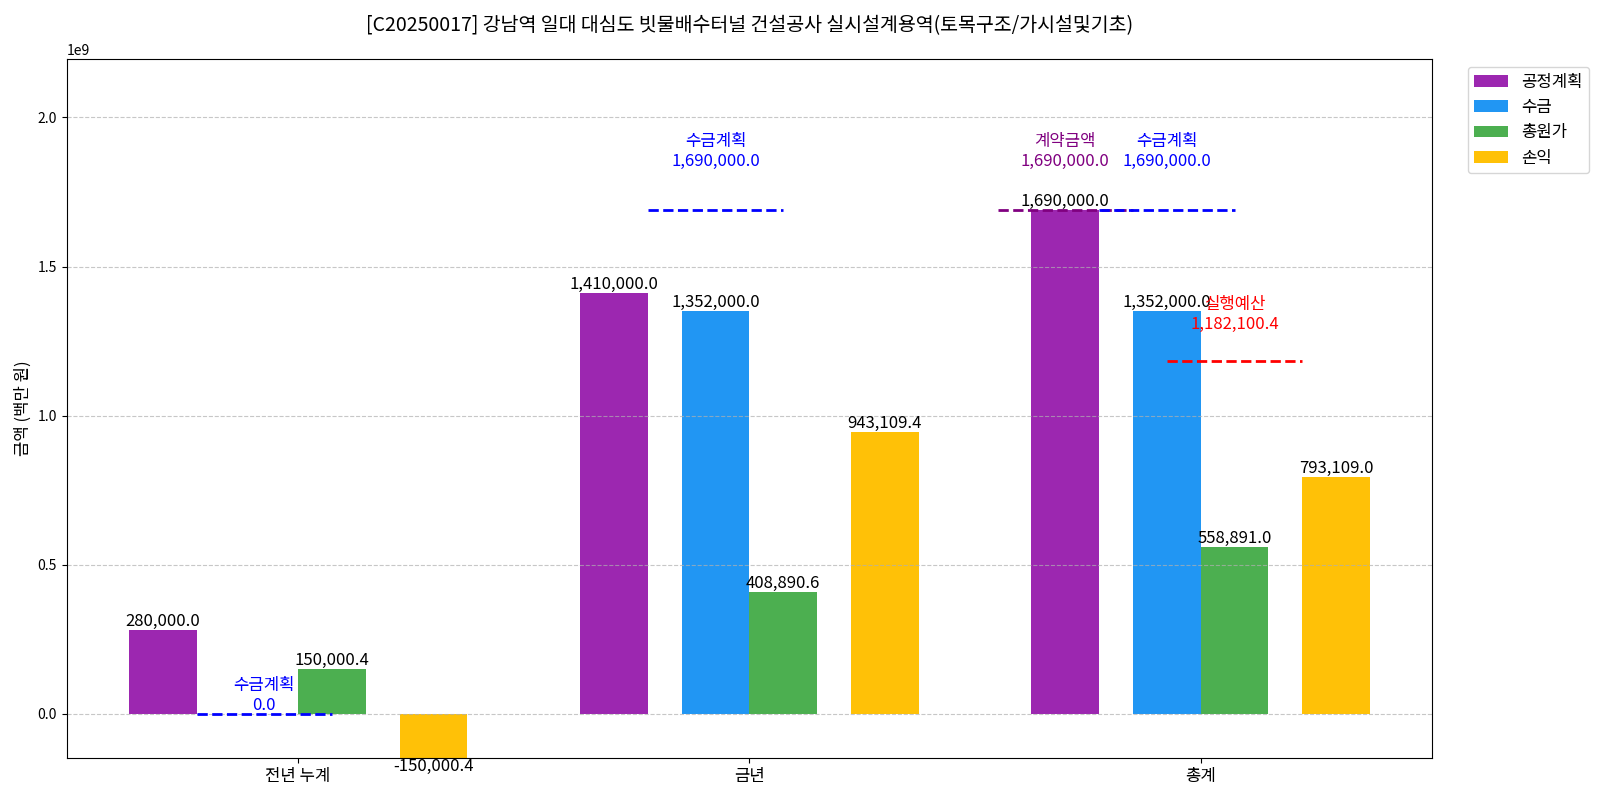 [C20250017] 강남역 일대 대심도 빗물배수터널 건설공사 실시설계용역(토목구조/가시설및기초)
1e9
2.0
1.5
1.0
0.5
0.0
금액 (백만 원)
280,000.0
수금계획
0.0
150,000.4
-150,000.4
전년 누계
1,410,000.0
수금계획
1,690,000.0
1,352,000.0
408,890.6
943,109.4
금년
계약금액
1,690,000.0
1,690,000.0
수금계획
1,690,000.0
1,352,000.0
실행예산
1,182,100.4
558,891.0
793,109.0
총계
공정계획
수금
총원가
손익